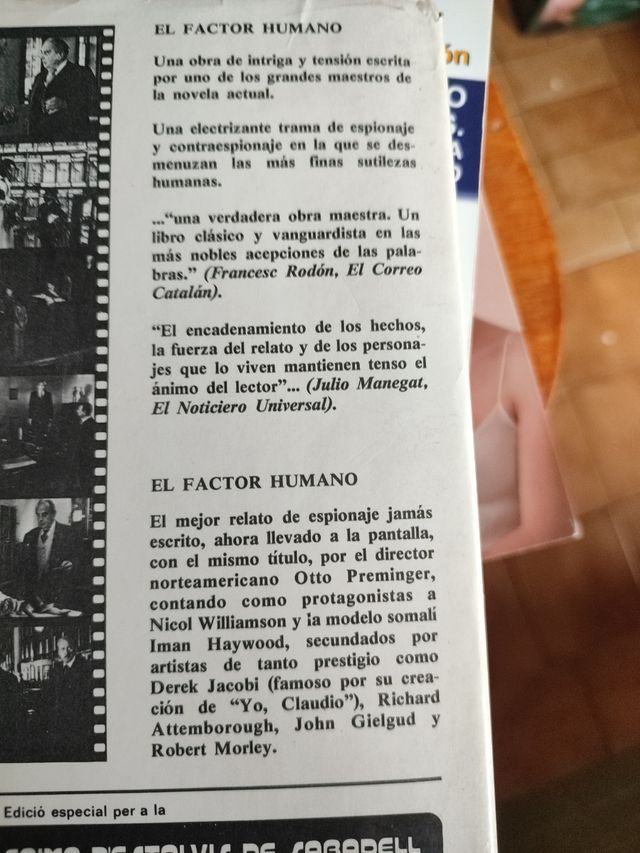 EL FACTOR HUMANO
Una obra de intriga y tensión escrita
por uno de los grandes maestros de
la novela actual.
Una electrizante trama de espionaje
y contraespionaje en la que se des-
menuzan las más finas sutilezas
humanas.
..."una verdadera obra maestra. Un
libro clásico y vanguardista en las
más nobles acepciones de las pala-
bras." (Francesc Rodón, El Correo
Catalán).
"El encadenamiento de los hechos,
la fuerza del relato y de los persona-
jes que lo viven mantienen tenso el
ánimo del lector"... (Julio Manegat,
El Noticiero Universal).
EL FACTOR HUMANO
El mejor relato de espionaje jamás
escrito, ahora llevado a la pantalla,
con el mismo título, por el director
norteamericano Otto Preminger,
contando como protagonistas a
Nicol Williamson y la modelo somalí
Iman Haywood, secundados por
artistas de tanto prestigio como
Derek Jacobi (famoso por su crea-
ción de "Yo, Claudio"), Richard
Attemborough, John Gielgud y
Robert Morley.
Edició especial per a la
CAIXA D'ESTALVIS DE SABADELL
ón